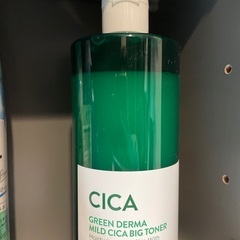 CICA
GREEN DERMA
MILD CICA BIG TONER